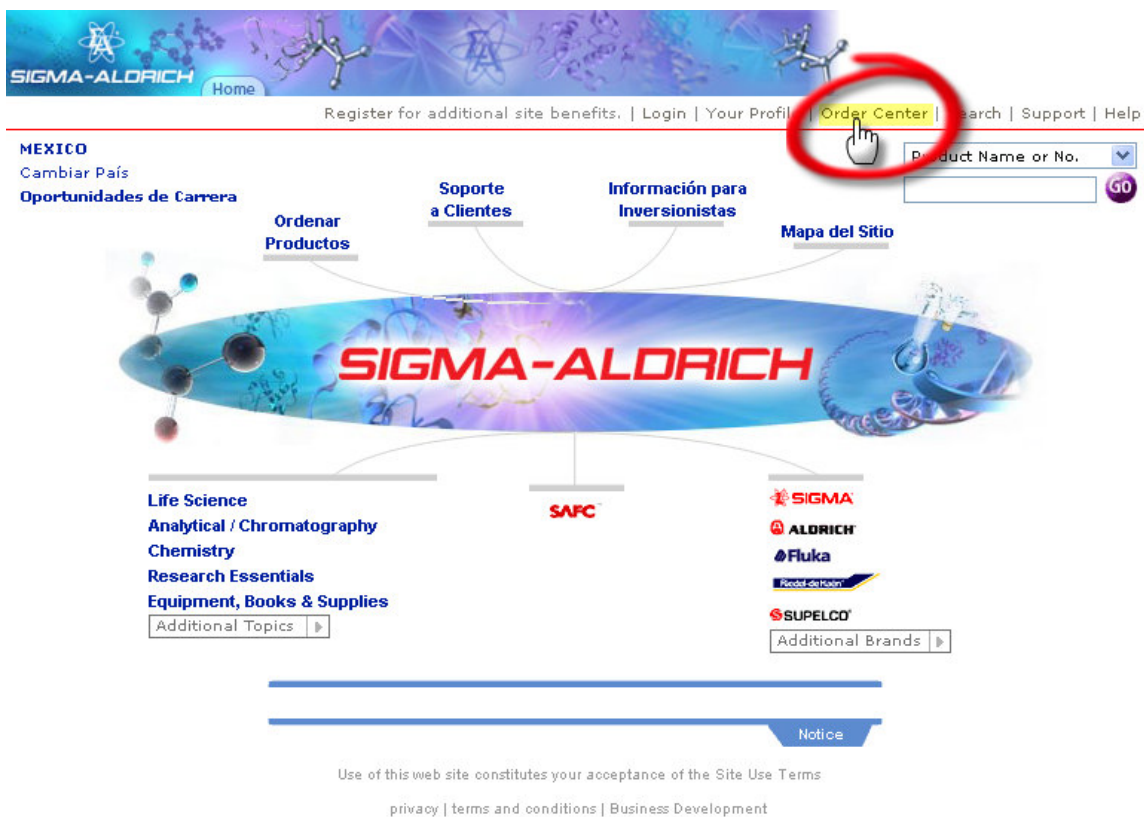 SIGMA-ALDRICH
Home
Register for additional site benefits. | Login | Your Profile | Order Center | Search | Support | Help
MEXICO
Cambiar País
Oportunidades de Carrera
Product Name or No.
GO
Ordenar
Productos
Soporte
a Clientes
Información para
Inversionistas
Mapa del Sitio
SIGMA-ALDRICH
Life Science
Analytical / Chromatography
Chemistry
Research Essentials
Equipment, Books & Supplies
Additional Topics
SAFC
SIGMA
ALDRICH
Fluka
Riedel-de Haën
SUPELCO
Additional Brands
Notice
Use of this web site constitutes your acceptance of the Site Use Terms
privacy | terms and conditions | Business Development